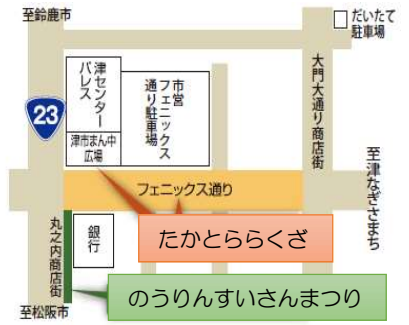 至鈴鹿市
だいたて
駐車場
津センター
パレス
市営
フェニックス
通り駐車場
大門大通り商店街
23
津市まん中
広場
至津なぎさまち
フェニックス通り
丸之内商店街
銀行
たかとららくざ
のうりんすいさんまつり
至松阪市